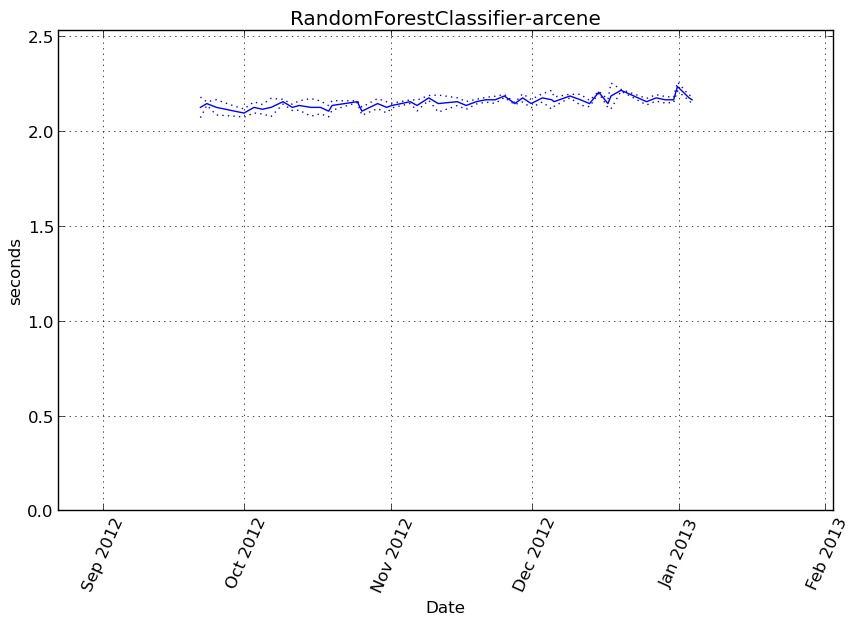 RandomForestClassifier-arcene
2.5
2.0
1.5
1.0
0.5
0.0
seconds
Sep 2012
Oct 2012
Nov 2012
Dec 2012
Jan 2013
Feb 2013
Date